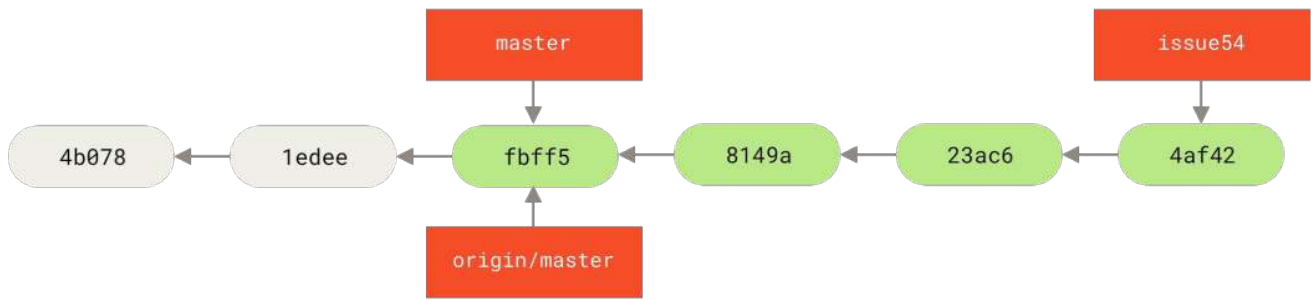 master
issue54
4b078
1edee
fbff5
8149a
23ac6
4af42
origin/master